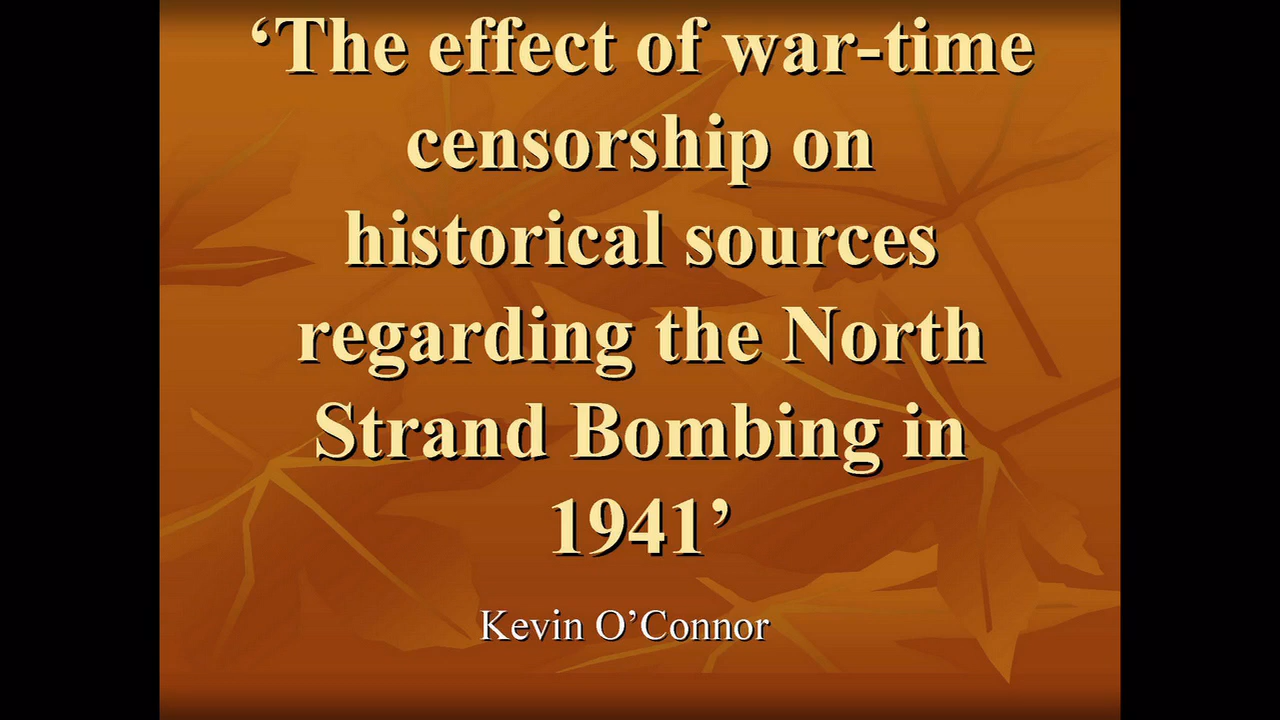 ‘The effect of war-time
censorship on
historical sources
regarding the North
Strand Bombing in
1941’
Kevin O’Connor